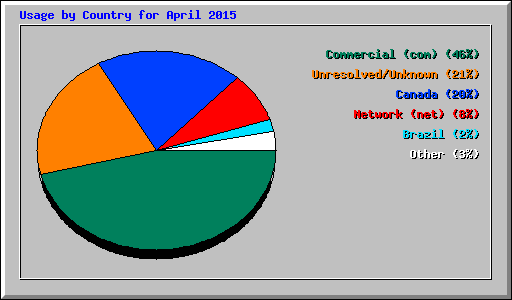 Usage by Country for April 2015
Commercial (com) (46%)
Unresolved/Unknown (21%)
Canada (20%)
Network (net) (8%)
Brazil (2%)
Other (3%)